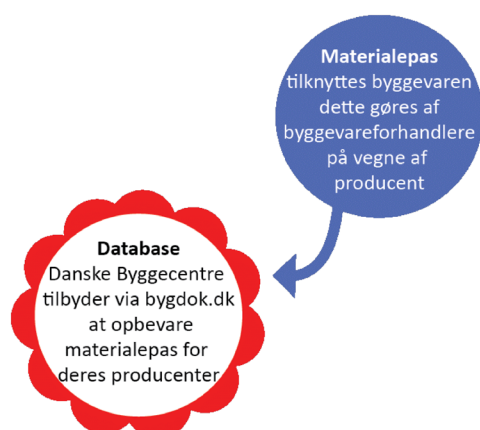 Materialepas
tilknyttes byggevaren
dette gøres af
byggevareforhandlere
på vegne af
producent
Database
Danske Byggecentre
tilbyder via bygdok.dk
at opbevare
materialepas for
deres producenter